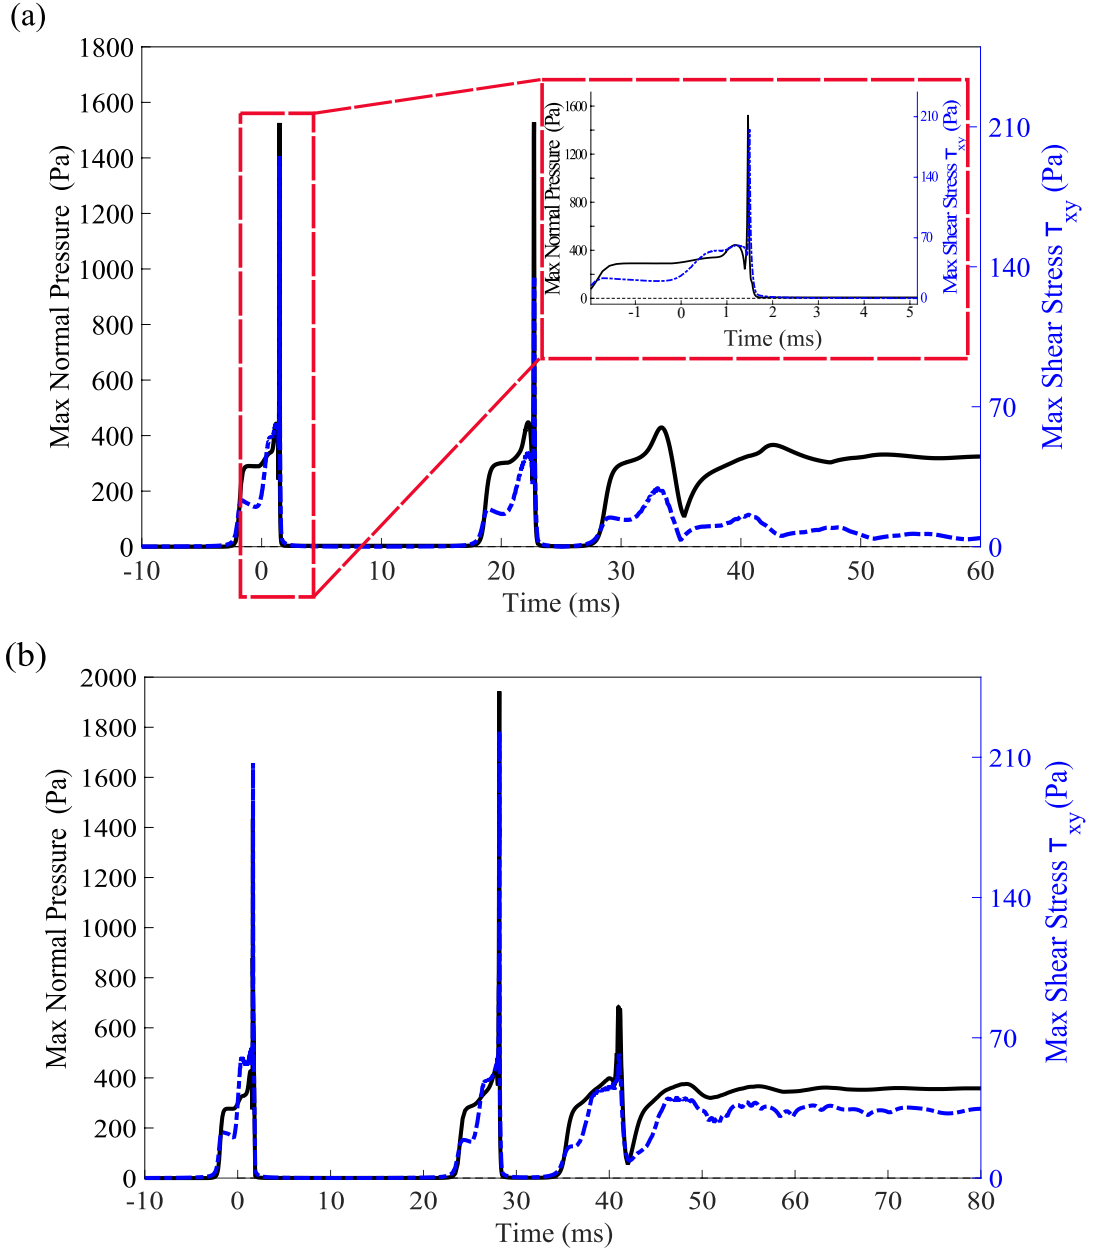 (a)
1800
1600
1400
1200
1000
800
600
400
200
0
Max Normal Pressure (Pa)
-10 0 10 20 30 40 50 60
Time (ms)
210
140
70
0
Max Shear Stress τxy (Pa)
1600
1200
800
400
0
Max Normal Pressure (Pa)
-1 0 1 2 3 4 5
Time (ms)
210
140
70
0
Max Shear Stress τxy (Pa)
(b)
2000
1800
1600
1400
1200
1000
800
600
400
200
0
Max Normal Pressure (Pa)
-10 0 10 20 30 40 50 60 70 80
Time (ms)
210
140
70
0
Max Shear Stress τxy (Pa)